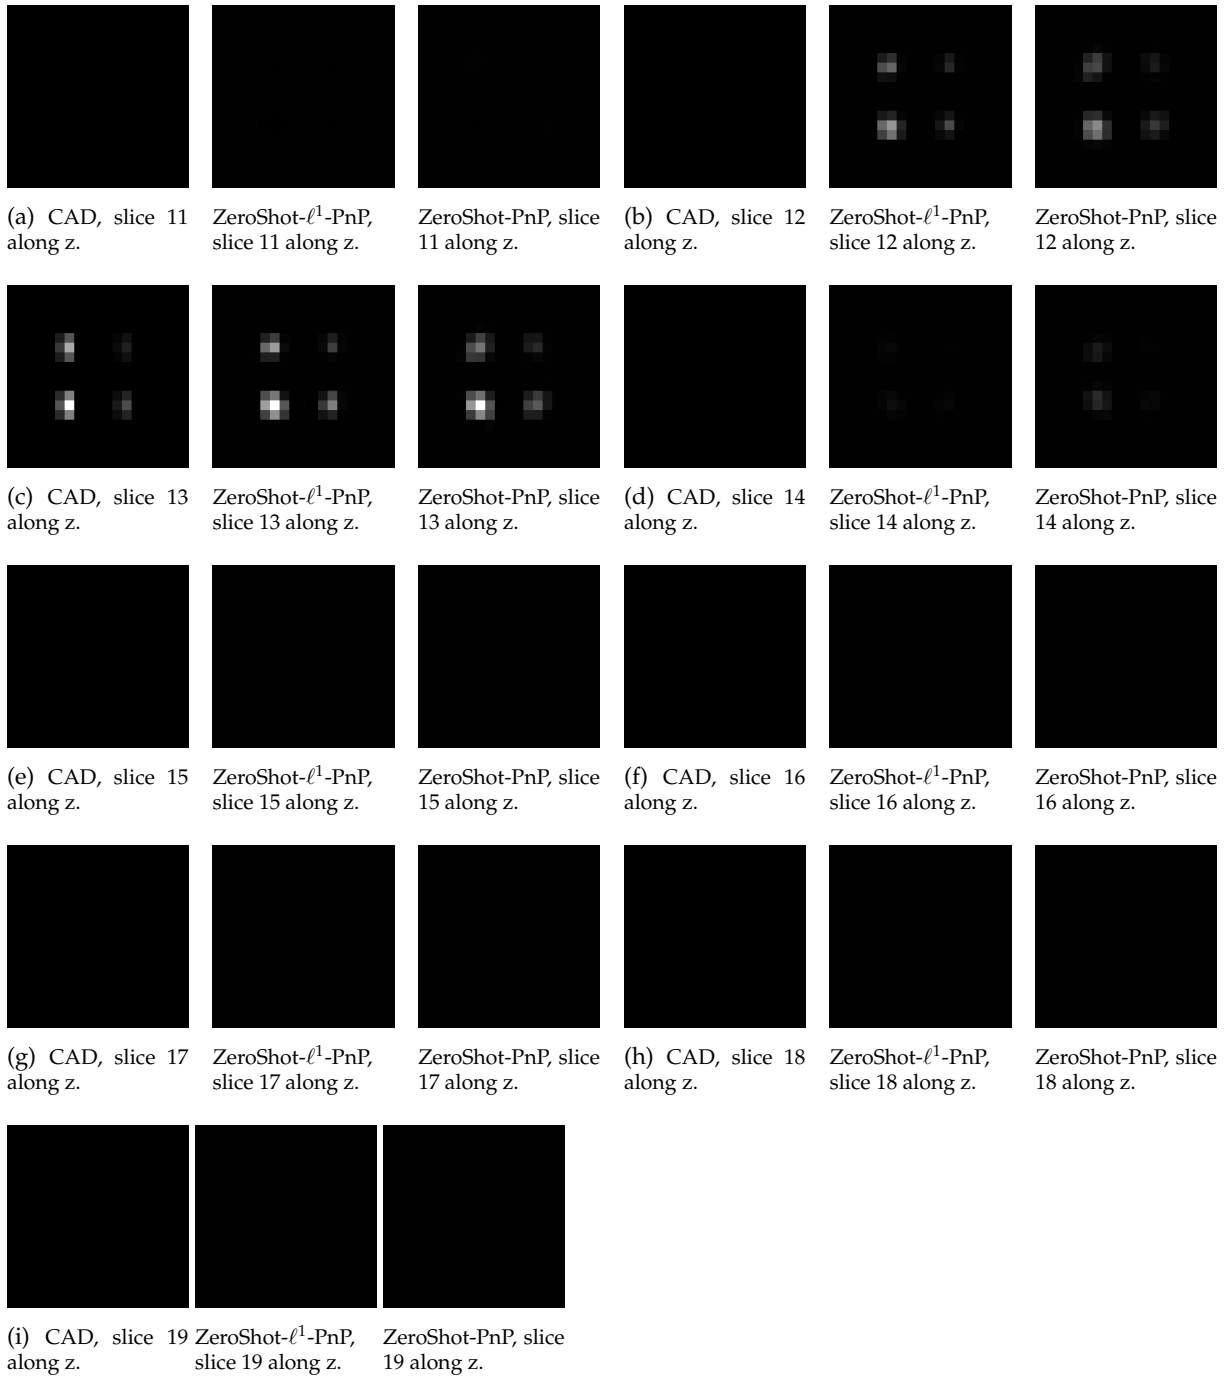 (a) CAD, slice 11
along z.
ZeroShot-ℓ¹-PnP,
slice 11 along z.
ZeroShot-PnP, slice
11 along z.
(b) CAD, slice 12
along z.
ZeroShot-ℓ¹-PnP,
slice 12 along z.
ZeroShot-PnP, slice
12 along z.
(c) CAD, slice 13
along z.
ZeroShot-ℓ¹-PnP,
slice 13 along z.
ZeroShot-PnP, slice
13 along z.
(d) CAD, slice 14
along z.
ZeroShot-ℓ¹-PnP,
slice 14 along z.
ZeroShot-PnP, slice
14 along z.
(e) CAD, slice 15
along z.
ZeroShot-ℓ¹-PnP,
slice 15 along z.
ZeroShot-PnP, slice
15 along z.
(f) CAD, slice 16
along z.
ZeroShot-ℓ¹-PnP,
slice 16 along z.
ZeroShot-PnP, slice
16 along z.
(g) CAD, slice 17
along z.
ZeroShot-ℓ¹-PnP,
slice 17 along z.
ZeroShot-PnP, slice
17 along z.
(h) CAD, slice 18
along z.
ZeroShot-ℓ¹-PnP,
slice 18 along z.
ZeroShot-PnP, slice
18 along z.
(i) CAD, slice 19
along z.
ZeroShot-ℓ¹-PnP,
slice 19 along z.
ZeroShot-PnP, slice
19 along z.